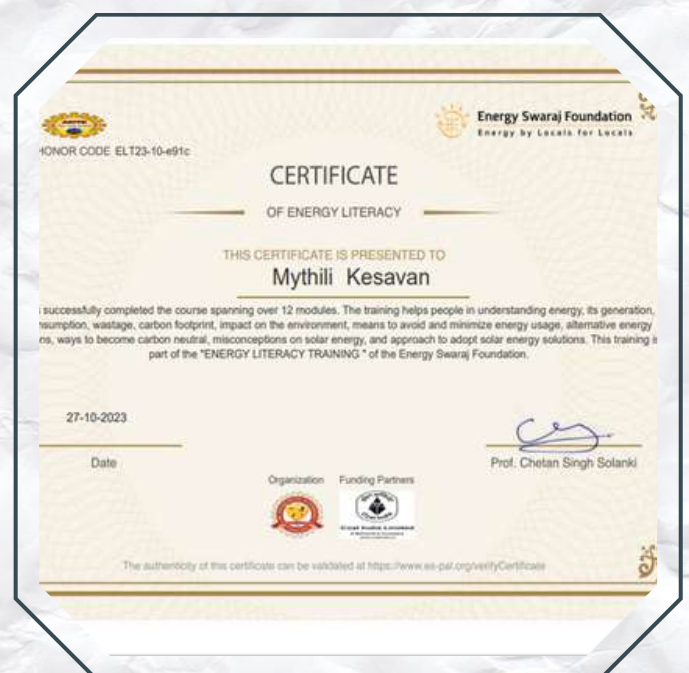 Energy Swaraj Foundation
Energy by Locals for Locals
HONOR CODE ELT23-10-e91c
CERTIFICATE
OF ENERGY LITERACY
THIS CERTIFICATE IS PRESENTED TO
Mythili Kesavan
successfully completed the course spanning over 12 modules. The training helps people in understanding energy, its generation,
nsumption, wastage, carbon footprint, impact on the environment, means to avoid and minimize energy usage, alternative energy
ns, ways to become carbon neutral, misconceptions on solar energy, and approach to adopt solar energy solutions. This training i
part of the "ENERGY LITERACY TRAINING " of the Energy Swaraj Foundation.
27-10-2023
Date
Prof. Chetan Singh Solanki
Organization Funding Partners
The authenticity of this certificate can be validated at https://www.es-pal.org/verifyCertificate